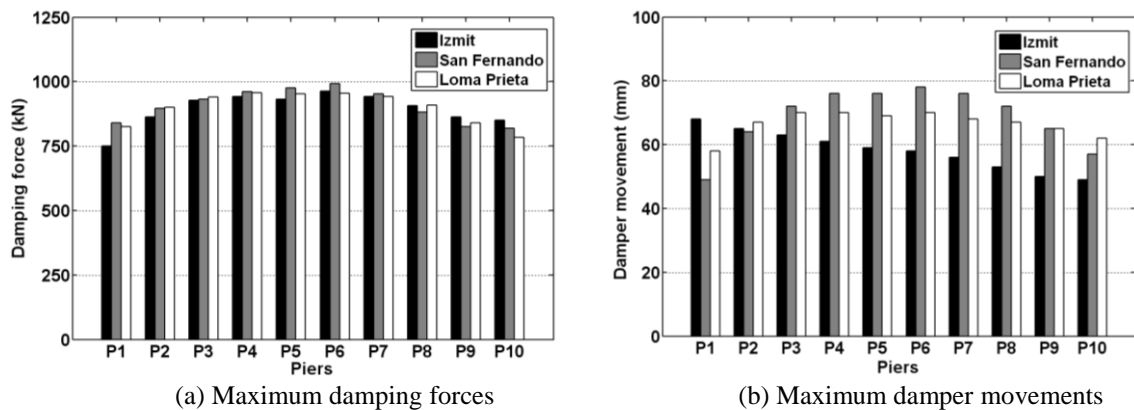 1250
1000
750
500
250
0
Damping force (kN)
Izmit
San Fernando
Loma Prieta
P1 P2 P3 P4 P5 P6 P7 P8 P9 P10
Piers
(a) Maximum damping forces
100
80
60
40
20
0
Damper movement (mm)
Izmit
San Fernando
Loma Prieta
P1 P2 P3 P4 P5 P6 P7 P8 P9 P10
Piers
(b) Maximum damper movements